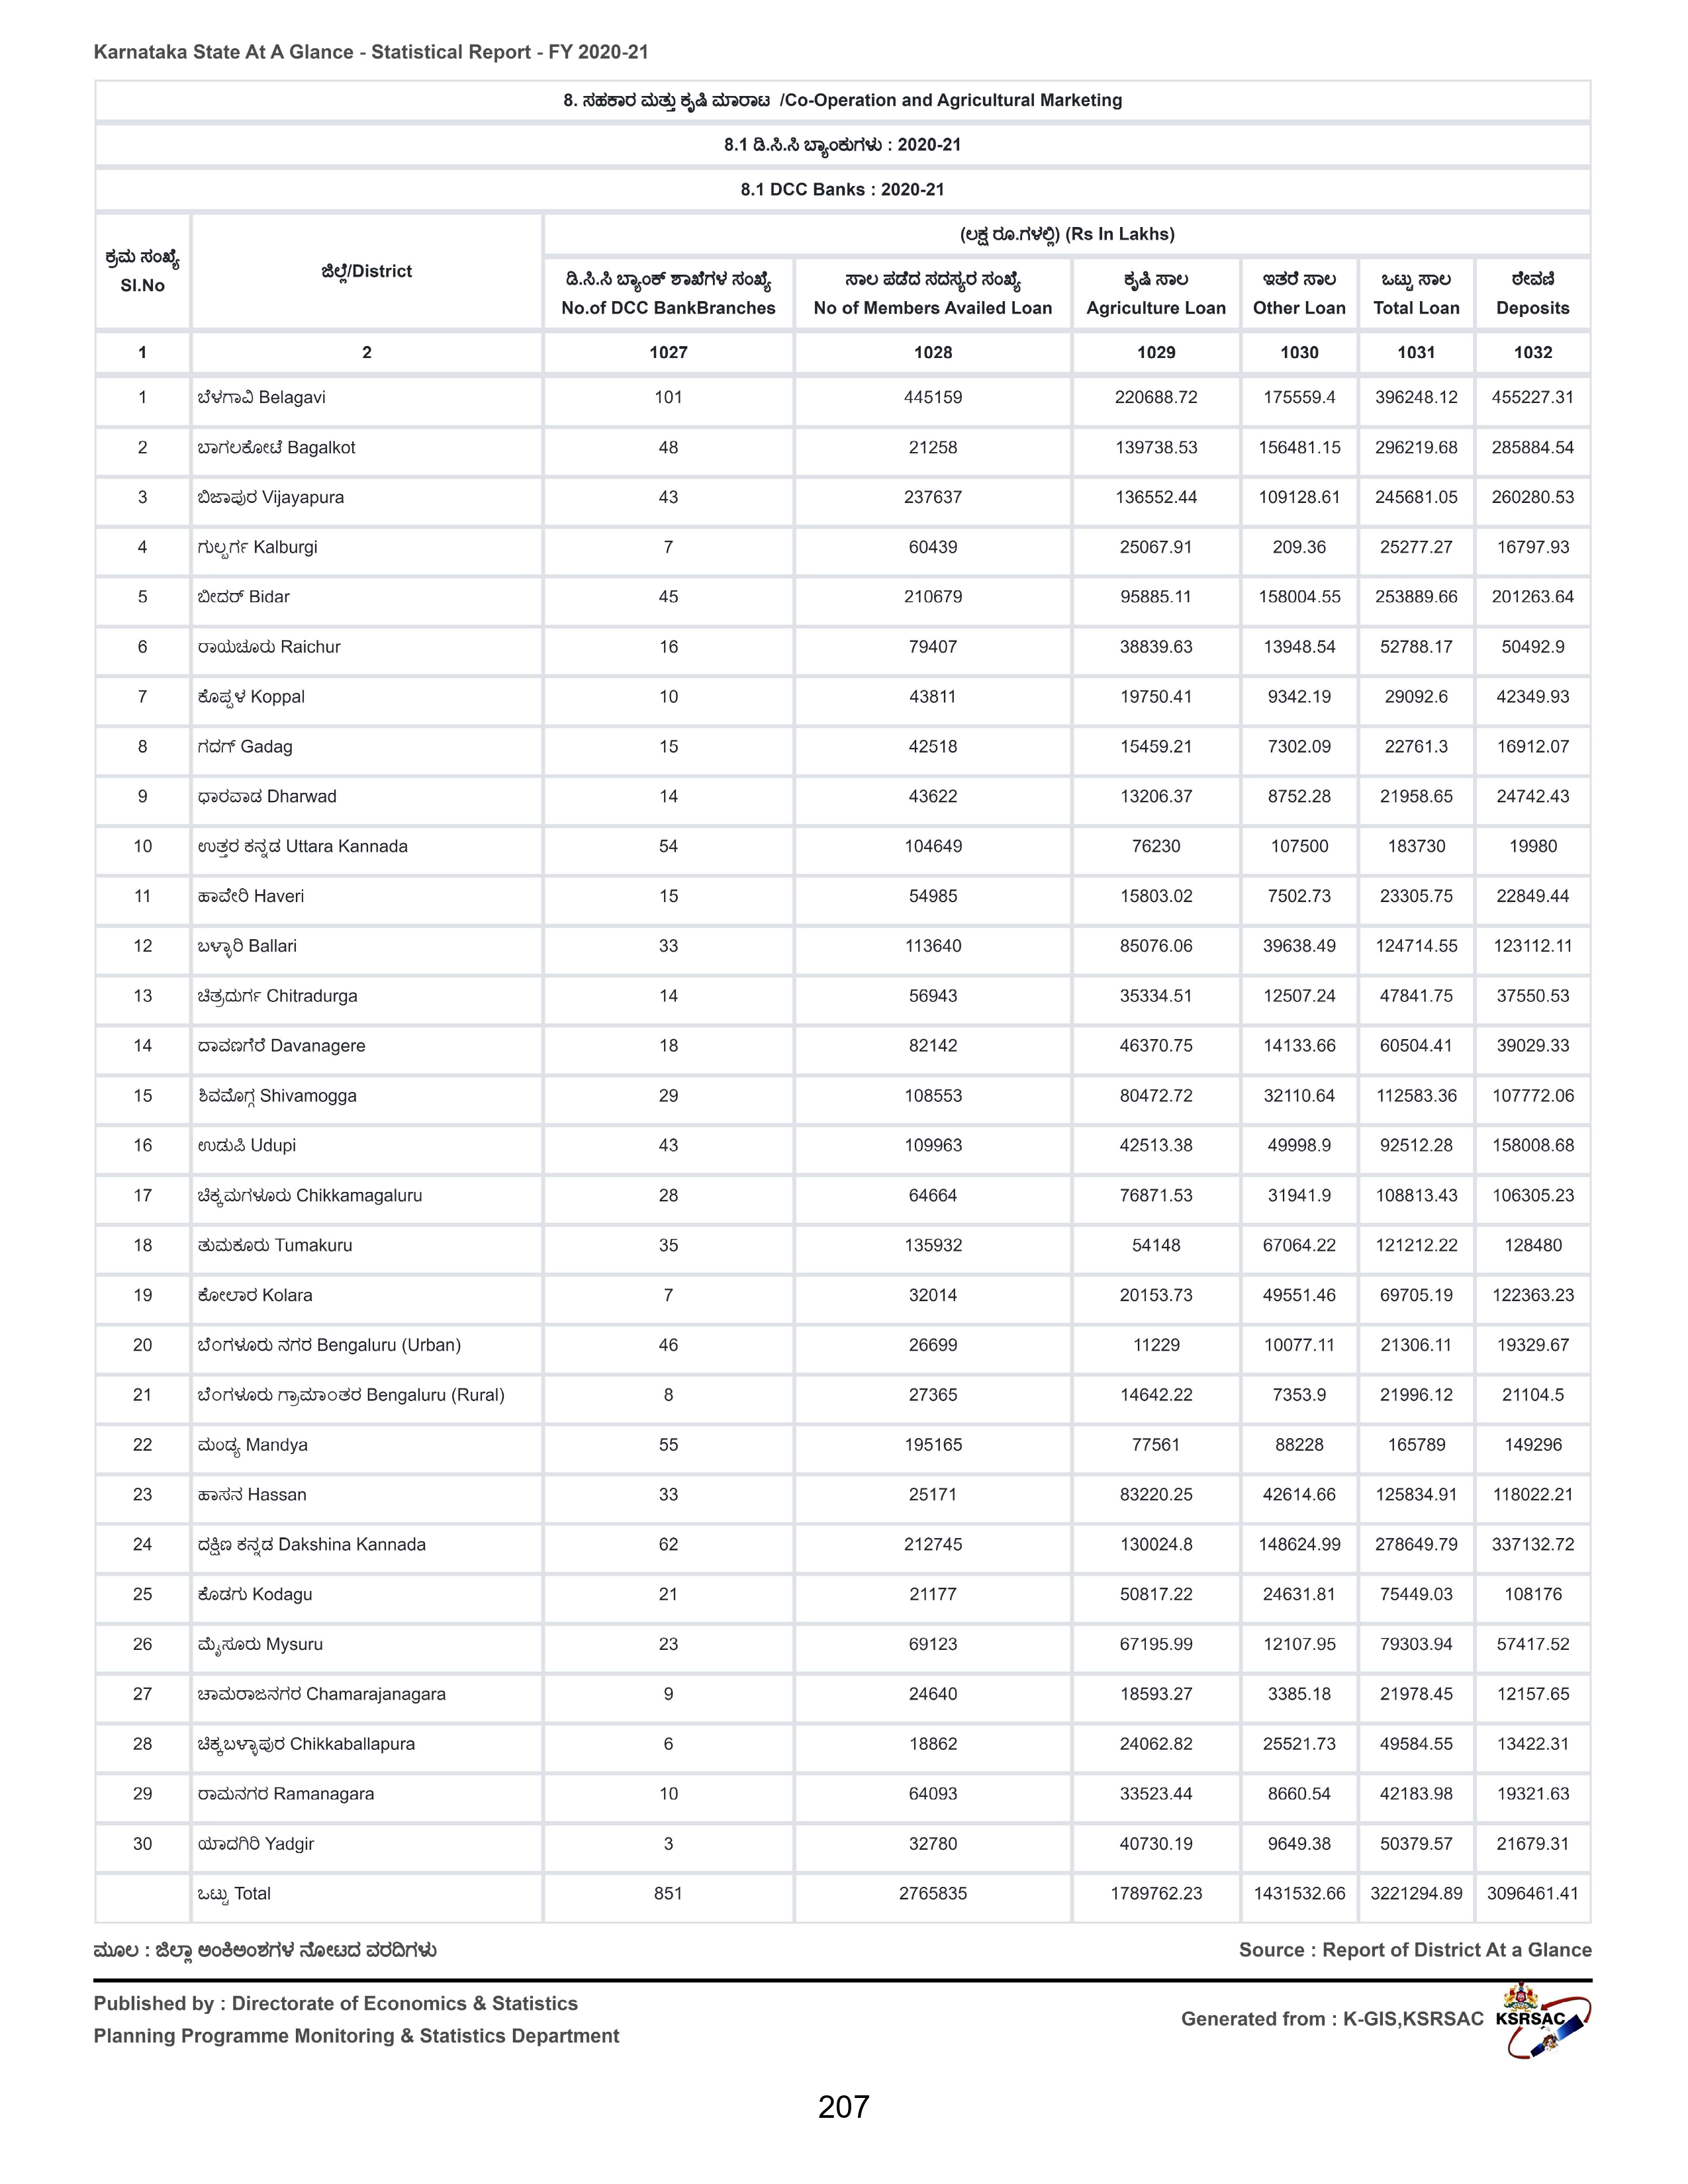 Karnataka State At A Glance - Statistical Report - FY 2020-21
8. ಸಹಕಾರ ಮತ್ತು ಕೃಷಿ ಮಾರಾಟ /Co-Operation and Agricultural Marketing
8.1 ಡಿ.ಸಿ.ಸಿ ಬ್ಯಾಂಕುಗಳು : 2020-21
8.1 DCC Banks : 2020-21
ಕ್ರಮ ಸಂಖ್ಯೆ Sl.No ಜಿಲ್ಲೆ/District (ಲಕ್ಷ ರೂ.ಗಳಲ್ಲಿ) (Rs In Lakhs)
ಡಿ.ಸಿ.ಸಿ ಬ್ಯಾಂಕ್ ಶಾಖೆಗಳ ಸಂಖ್ಯೆ ಸಾಲ ಪಡೆದ ಸದಸ್ಯರ ಸಂಖ್ಯೆ ಕೃಷಿ ಸಾಲ ಇತರೆ ಸಾಲ ಒಟ್ಟು ಸಾಲ ಠೇವಣಿ
No.of DCC BankBranches No of Members Availed Loan Agriculture Loan Other Loan Total Loan Deposits
1 2 1027 1028 1029 1030 1031 1032
1 ಬೆಳಗಾವಿ Belagavi 101 445159 220688.72 175559.4 396248.12 455227.31
2 ಬಾಗಲಕೋಟೆ Bagalkot 48 21258 139738.53 156481.15 296219.68 285884.54
3 ಬಿಜಾಪುರ Vijayapura 43 237637 136552.44 109128.61 245681.05 260280.53
4 ಗುಲ್ಬರ್ಗ Kalburgi 7 60439 25067.91 209.36 25277.27 16797.93
5 ಬೀದರ್ Bidar 45 210679 95885.11 158004.55 253889.66 201263.64
6 ರಾಯಚೂರು Raichur 16 79407 38839.63 13948.54 52788.17 50492.9
7 ಕೊಪ್ಪಳ Koppal 10 43811 19750.41 9342.19 29092.6 42349.93
8 ಗದಗ್ Gadag 15 42518 15459.21 7302.09 22761.3 16912.07
9 ಧಾರವಾಡ Dharwad 14 43622 13206.37 8752.28 21958.65 24742.43
10 ಉತ್ತರ ಕನ್ನಡ Uttara Kannada 54 104649 76230 107500 183730 19980
11 ಹಾವೇರಿ Haveri 15 54985 15803.02 7502.73 23305.75 22849.44
12 ಬಳ್ಳಾರಿ Ballari 33 113640 85076.06 39638.49 124714.55 123112.11
13 ಚಿತ್ರದುರ್ಗ Chitradurga 14 56943 35334.51 12507.24 47841.75 37550.53
14 ದಾವಣಗೆರೆ Davanagere 18 82142 46370.75 14133.66 60504.41 39029.33
15 ಶಿವಮೊಗ್ಗ Shivamogga 29 108553 80472.72 32110.64 112583.36 107772.06
16 ಉಡುಪಿ Udupi 43 109963 42513.38 49998.9 92512.28 158008.68
17 ಚಿಕ್ಕಮಗಳೂರು Chikkamagaluru 28 64664 76871.53 31941.9 108813.43 106305.23
18 ತುಮಕೂರು Tumakuru 35 135932 54148 67064.22 121212.22 128480
19 ಕೋಲಾರ Kolara 7 32014 20153.73 49551.46 69705.19 122363.23
20 ಬೆಂಗಳೂರು ನಗರ Bengaluru (Urban) 46 26699 11229 10077.11 21306.11 19329.67
21 ಬೆಂಗಳೂರು ಗ್ರಾಮಾಂತರ Bengaluru (Rural) 8 27365 14642.22 7353.9 21996.12 21104.5
22 ಮಂಡ್ಯ Mandya 55 195165 77561 88228 165789 149296
23 ಹಾಸನ Hassan 33 25171 83220.25 42614.66 125834.91 118022.21
24 ದಕ್ಷಿಣ ಕನ್ನಡ Dakshina Kannada 62 212745 130024.8 148624.99 278649.79 337132.72
25 ಕೊಡಗು Kodagu 21 21177 50817.22 24631.81 75449.03 108176
26 ಮೈಸೂರು Mysuru 23 69123 67195.99 12107.95 79303.94 57417.52
27 ಚಾಮರಾಜನಗರ Chamarajanagara 9 24640 18593.27 3385.18 21978.45 12157.65
28 ಚಿಕ್ಕಬಳ್ಳಾಪುರ Chikkaballapura 6 18862 24062.82 25521.73 49584.55 13422.31
29 ರಾಮನಗರ Ramanagara 10 64093 33523.44 8660.54 42183.98 19321.63
30 ಯಾದಗಿರಿ Yadgir 3 32780 40730.19 9649.38 50379.57 21679.31
ಒಟ್ಟು Total 851 2765835 1789762.23 1431532.66 3221294.89 3096461.41
ಮೂಲ : ಜಿಲ್ಲಾ ಅಂಕಿಅಂಶಗಳ ನೋಟದ ವರದಿಗಳು Source : Report of District At a Glance
Published by : Directorate of Economics & Statistics
Planning Programme Monitoring & Statistics Department
Generated from : K-GIS,KSRSAC KSRSAC
207